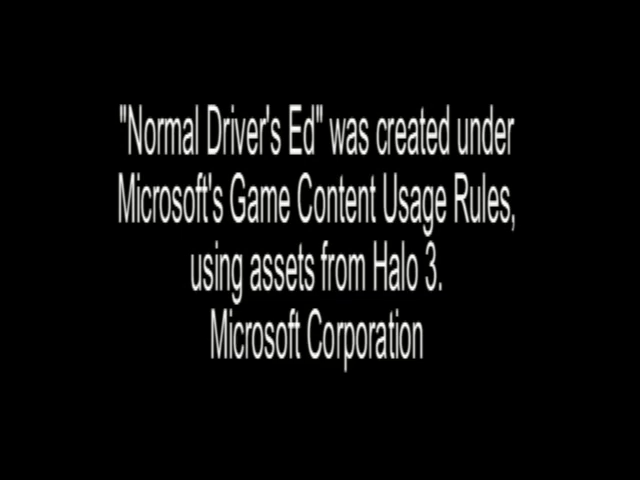 "Normal Driver's Ed" was created under
Microsoft's Game Content Usage Rules,
using assets from Halo 3.
Microsoft Corporation